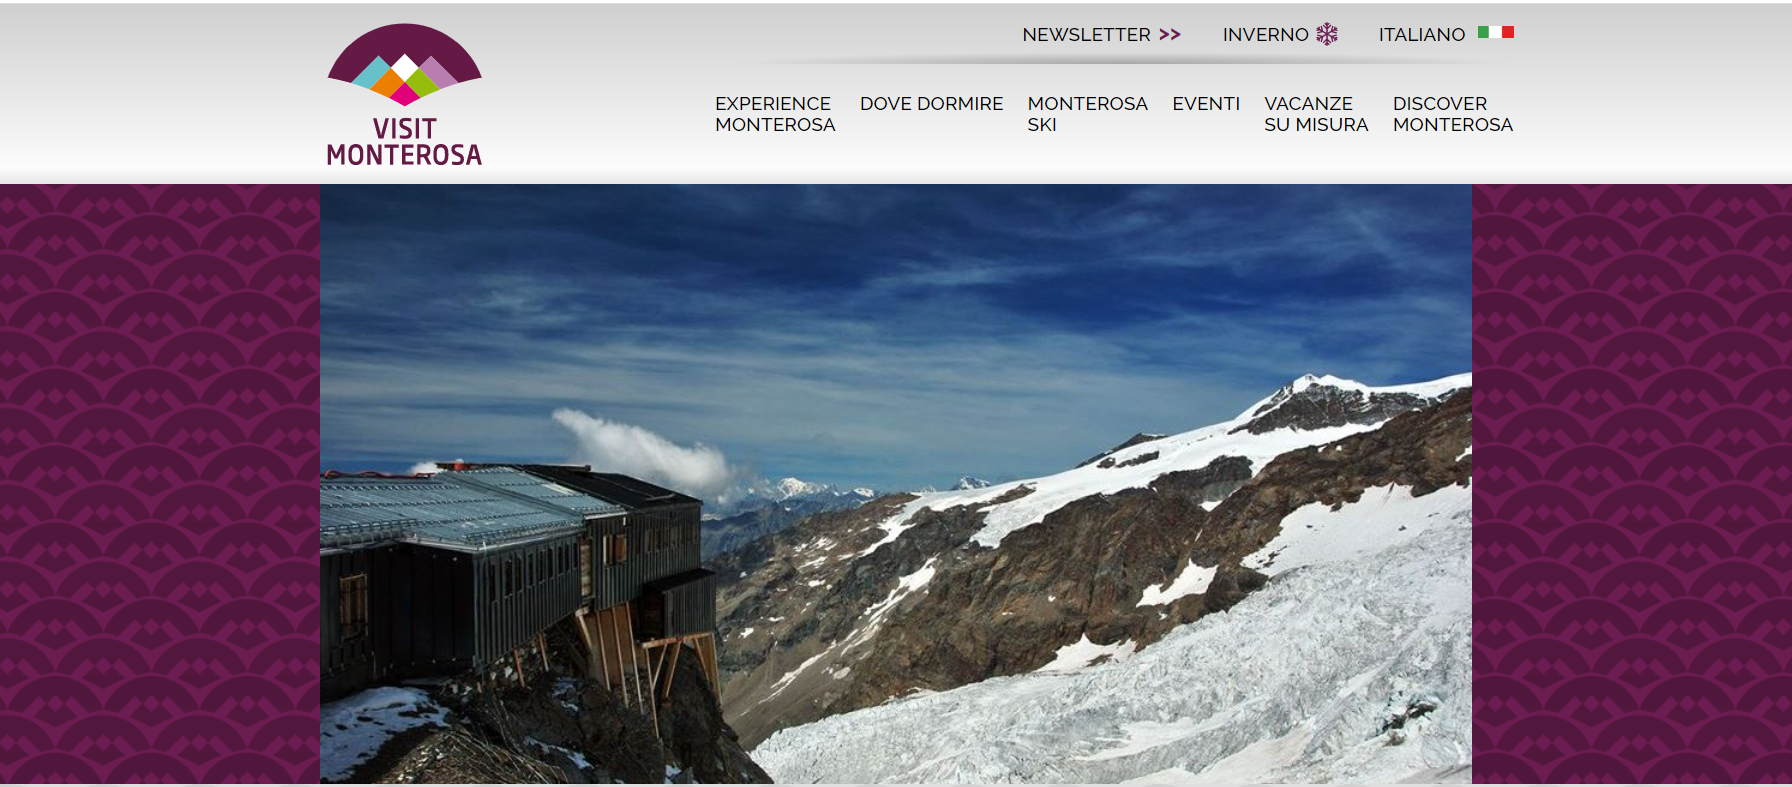 NEWSLETTER >>
INVERNO
ITALIANO
VISIT
MONTEROSA
EXPERIENCE
MONTEROSA
DOVE DORMIRE
MONTEROSA
SKI
EVENTI
VACANZE
SU MISURA
DISCOVER
MONTEROSA